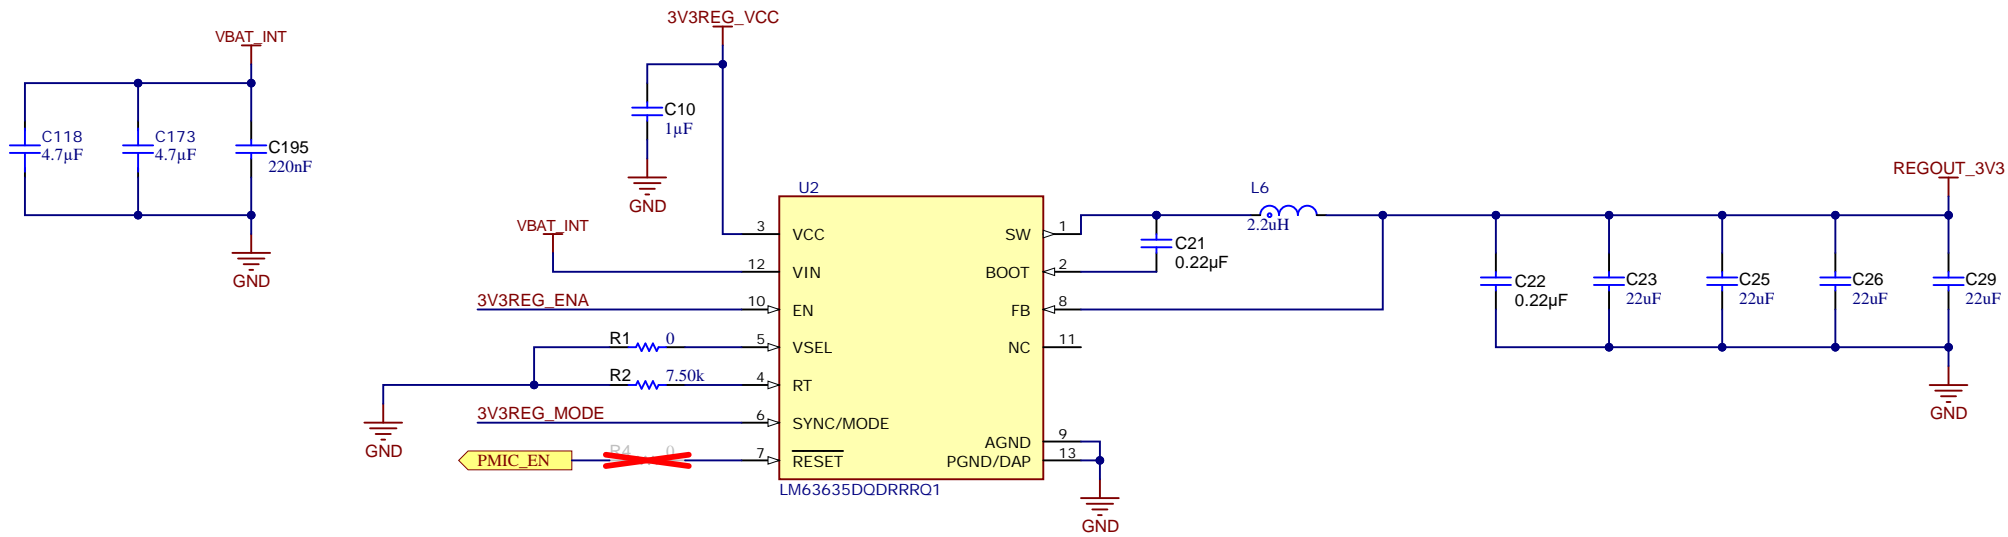 3V3REG_VCC
VBAT_INT
C118
4.7µF
C173
4.7µF
C195
220nF
GND
C10
1µF
GND
VBAT_INT
3V3REG_ENA
R1 0
R2 7.50k
GND
3V3REG_MODE
PMIC_EN
R4 0
U2
3 VCC
12 VIN
10 EN
5 VSEL
4 RT
6 SYNC/MODE
7 RESET
SW 1
BOOT 2
FB 8
NC 11
AGND 9
PGND/DAP 13
LM63635DQDRRRQ1
GND
C21
0.22µF
L6
2.2uH
REGOUT_3V3
C22
0.22µF
C23
22uF
C25
22uF
C26
22uF
C29
22uF
GND